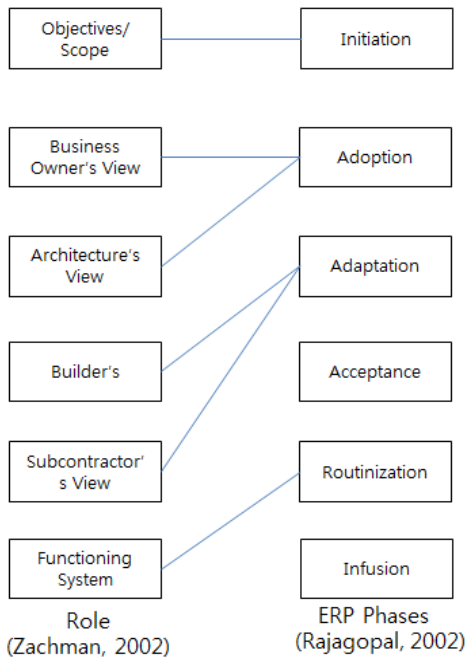 Objectives/
Scope
Initiation
Business
Owner's View
Adoption
Architecture's
View
Adaptation
Builder's
Acceptance
Subcontractor'
s View
Routinization
Functioning
System
Infusion
Role
(Zachman, 2002)
ERP Phases
(Rajagopal, 2002)